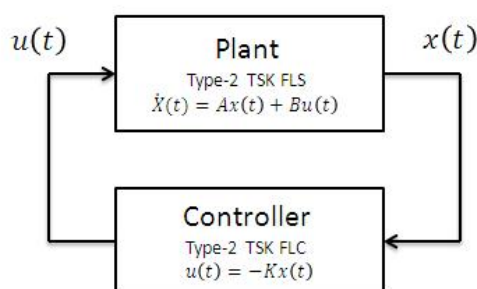 u(t)
x(t)
Plant
Type-2 TSK FLS
Ẋ(t) = Ax(t) + Bu(t)
Controller
Type-2 TSK FLC
u(t) = −Kx(t)